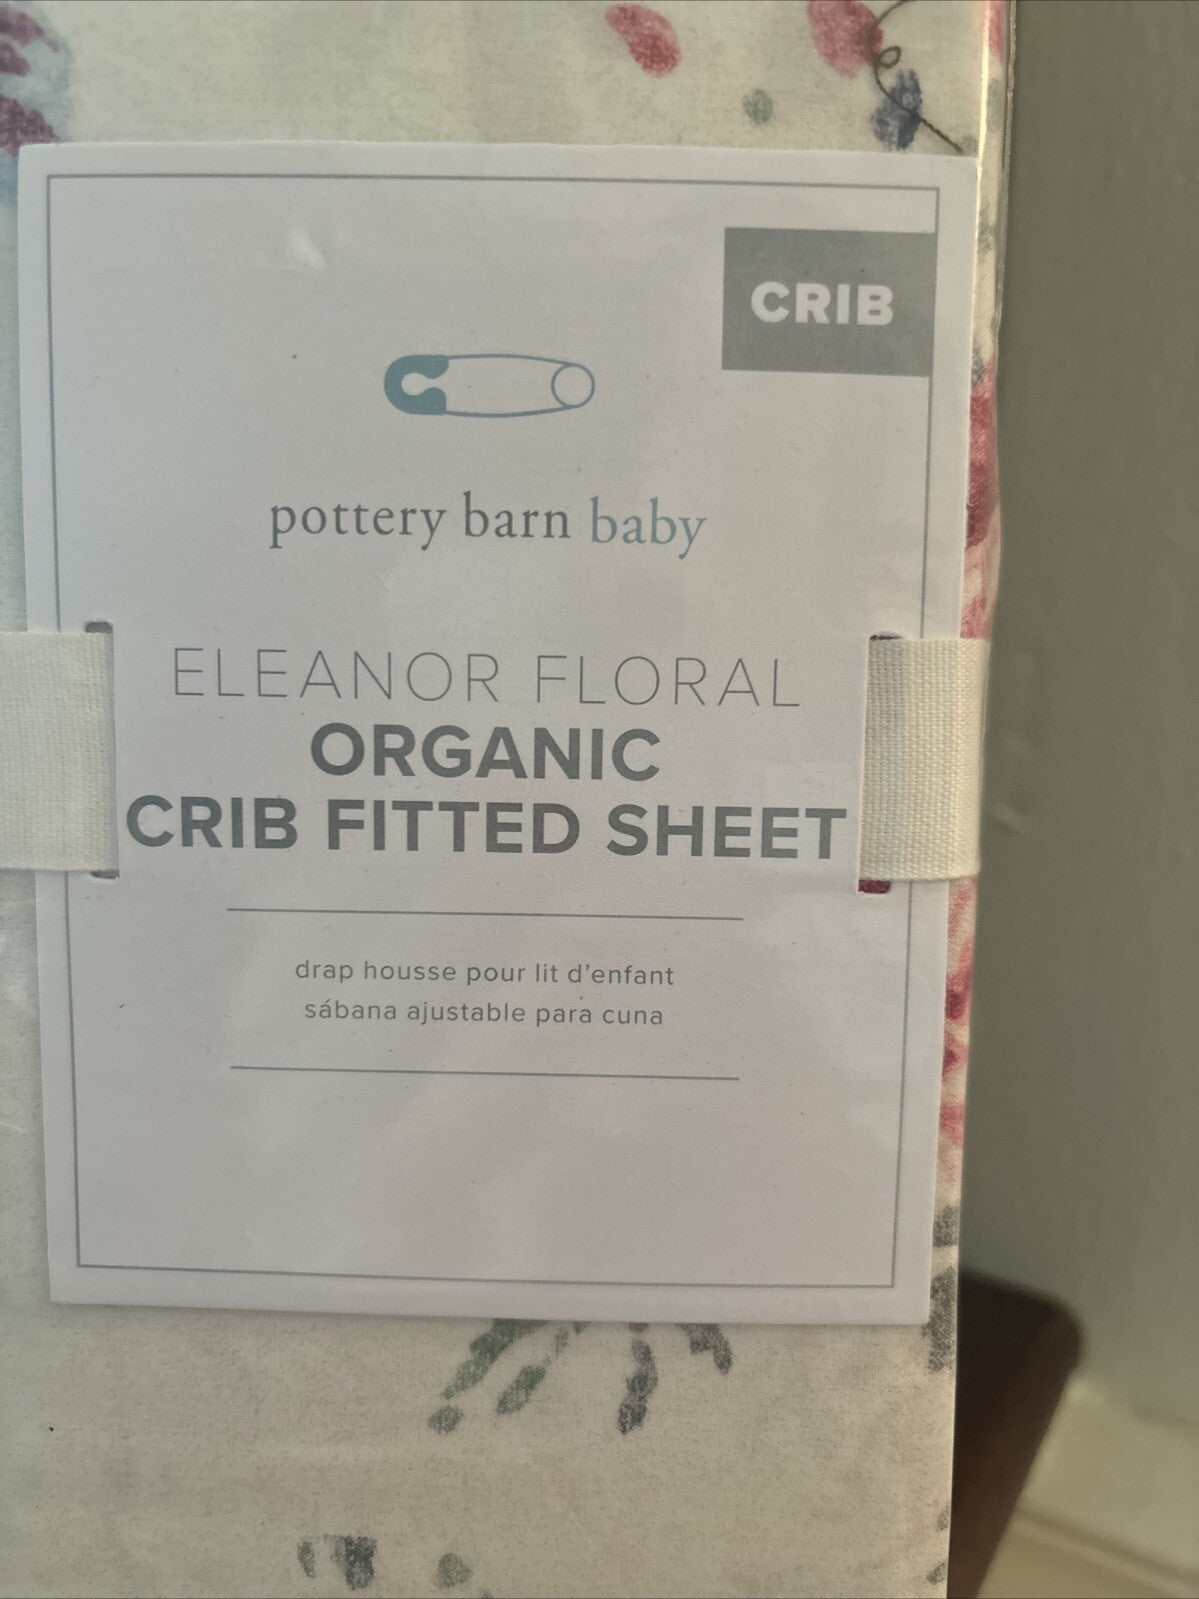 CRIB
pottery barn baby
ELEANOR FLORAL
ORGANIC
CRIB FITTED SHEET
drap housse pour lit d'enfant
sábana ajustable para cuna